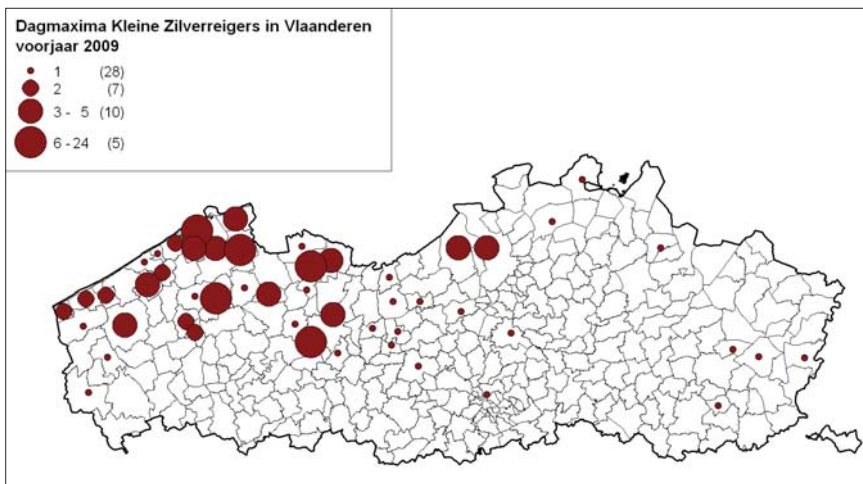 Dagmaxima Kleine Zilverreigers in Vlaanderen
voorjaar 2009
1 (28)
2 (7)
3 - 5 (10)
6 - 24 (5)